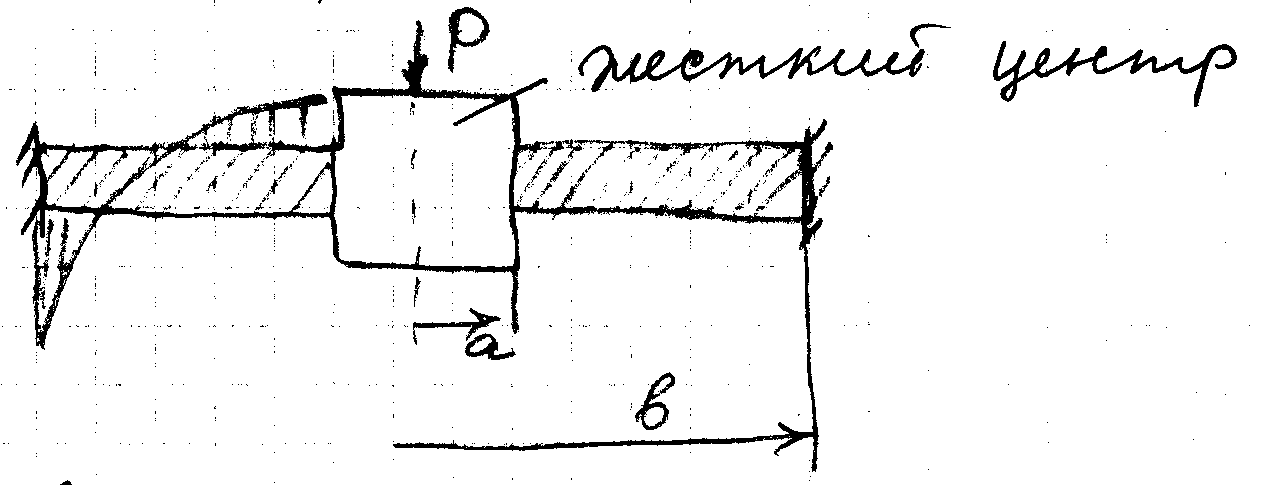 P
жесткий центр
a
в